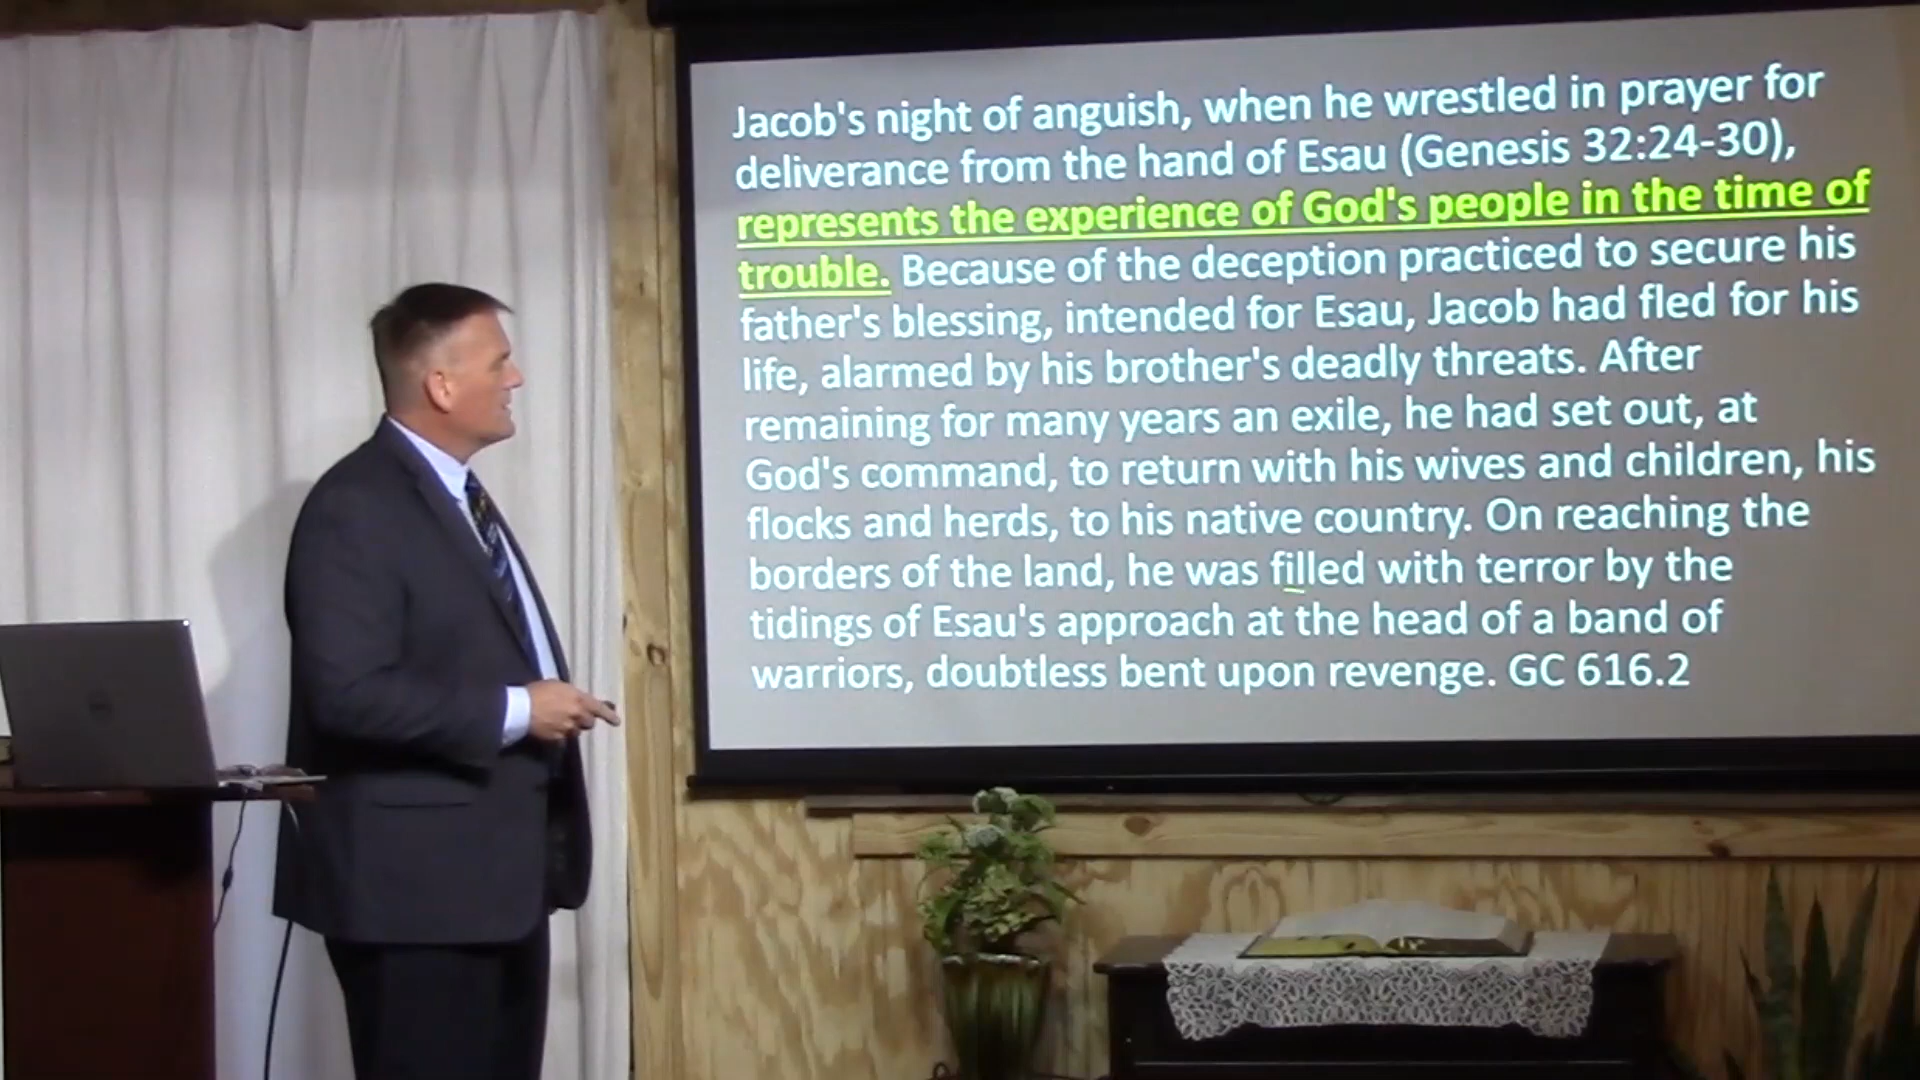 Jacob's night of anguish, when he wrestled in prayer for
deliverance from the hand of Esau (Genesis 32:24-30),
represents the experience of God's people in the time of
trouble. Because of the deception practiced to secure his
father's blessing, intended for Esau, Jacob had fled for his
life, alarmed by his brother's deadly threats. After
remaining for many years an exile, he had set out, at
God's command, to return with his wives and children, his
flocks and herds, to his native country. On reaching the
borders of the land, he was filled with terror by the
tidings of Esau's approach at the head of a band of
warriors, doubtless bent upon revenge. GC 616.2